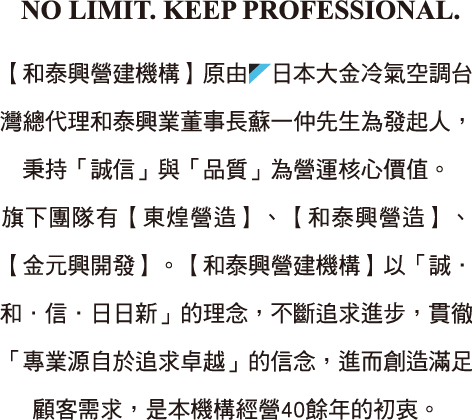 NO LIMIT. KEEP PROFESSIONAL.
【和泰興營建機構】原由日本大金冷氣空調台
灣總代理和泰興業董事長蘇一仲先生為發起人，
秉持「誠信」與「品質」為營運核心價值。
旗下團隊有【東煌營造】、【和泰興營造】、
【金元興開發】。【和泰興營建機構】以「誠．
和．信．日日新」的理念，不斷追求進步，貫徹
「專業源自於追求卓越」的信念，進而創造滿足
顧客需求，是本機構經營40餘年的初衷。